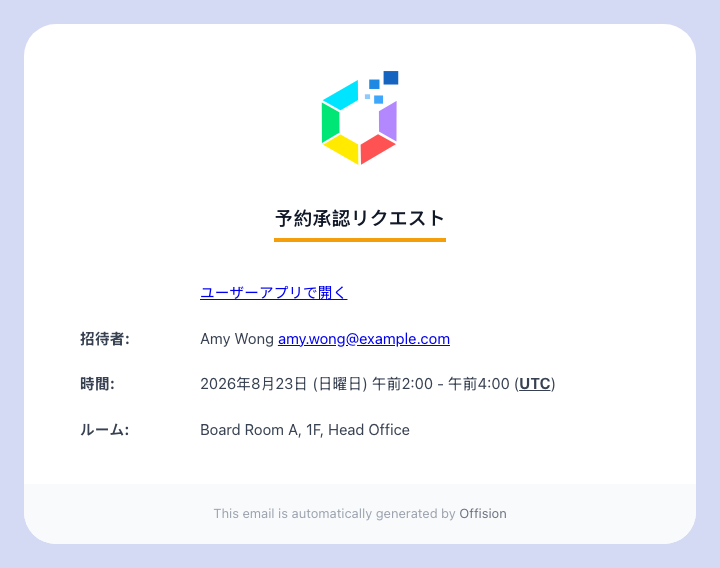 予約承認リクエスト
ユーザーアプリで開く
招待者: Amy Wong amy.wong@example.com
時間: 2026年8月23日 (日曜日) 午前2:00 - 午前4:00 (UTC)
ルーム: Board Room A, 1F, Head Office
This email is automatically generated by Offision